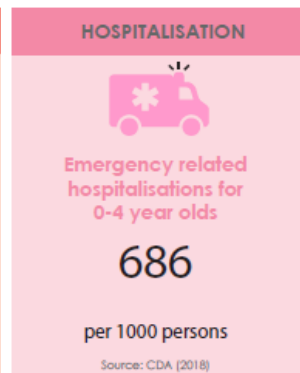 HOSPITALISATION
Emergency related
hospitalisations for
0-4 year olds
686
per 1000 persons
Source: CDA (2018)